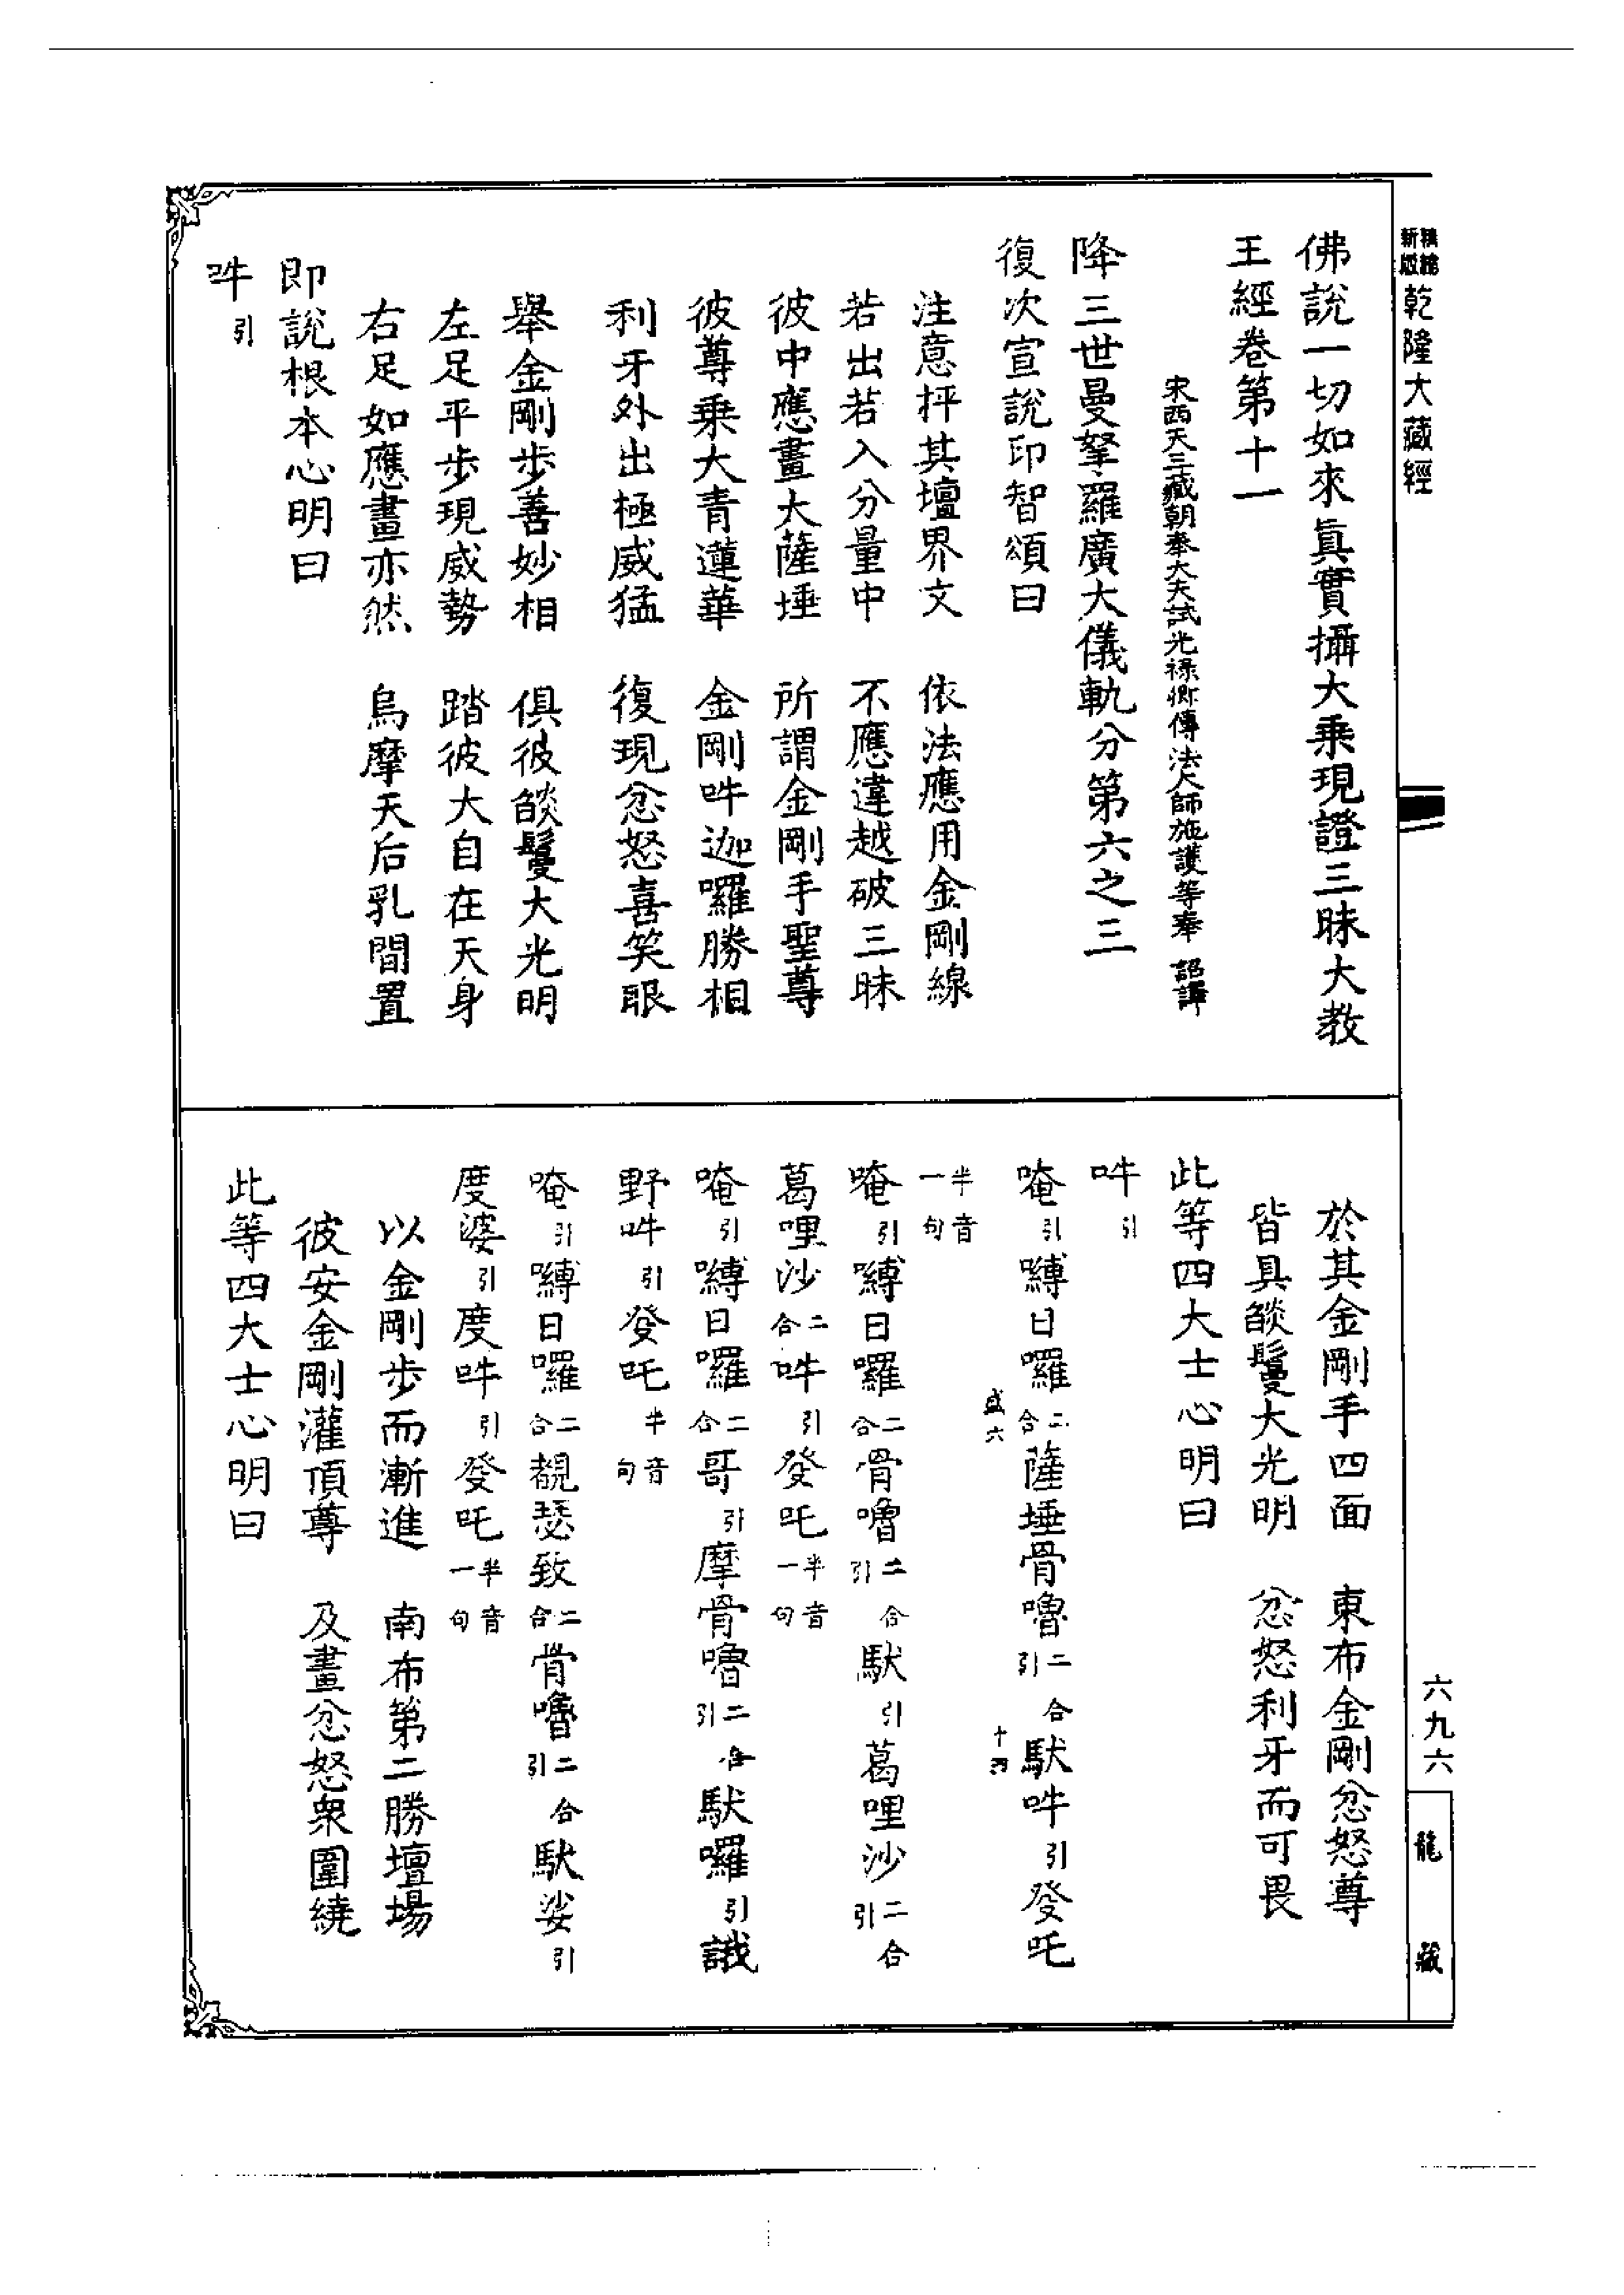 新版精縮乾隆大藏經
佛說一切如來真實攝大乘現證三昧大教
王經卷第十一
宋西天三藏朝奉大夫試光祿卿傳法大師施護等奉 詔譯
降三世曼拏羅廣大儀軌分第六之三
復次宣說印智頌曰
注意抨其壇界文 依法應用金剛線
若出若入分量中 不應違越破三昧
彼中應畫大薩埵 所謂金剛手聖尊
彼尊乘大青蓮華 金剛吽迦囉勝相
利牙外出極威猛 復現忿怒喜笑眼
舉金剛步善妙相 俱彼𦦨鬘大光明
左足平步現威勢 踏彼大自在天身
右足如應畫亦然 烏摩天后乳間置
即說根本心明曰
吽引
於其金剛手四面 東布金剛忿怒尊
皆具𦦨鬘大光明 忿怒利牙而可畏
此等四大士心明曰
吽引
唵引嚩日囉二合薩埵骨嚕二合引馱吽引發吒
半音一句
盛六 十四
唵引嚩日囉二合骨嚕二合引馱引葛哩沙二合引
葛哩沙二合吽引發吒半音一句
唵引嚩日囉二合哥引摩骨嚕二合引馱囉引誐
野吽引發吒半音句
唵引嚩日囉二合覩瑟致二合骨嚕二合引馱娑引
度婆引度吽引發吒半音一句
以金剛步而漸進 南布第二勝壇場
彼安金剛灌頂尊 及畫忿怒衆圍繞
此等四大士心明曰
六九六
龍藏